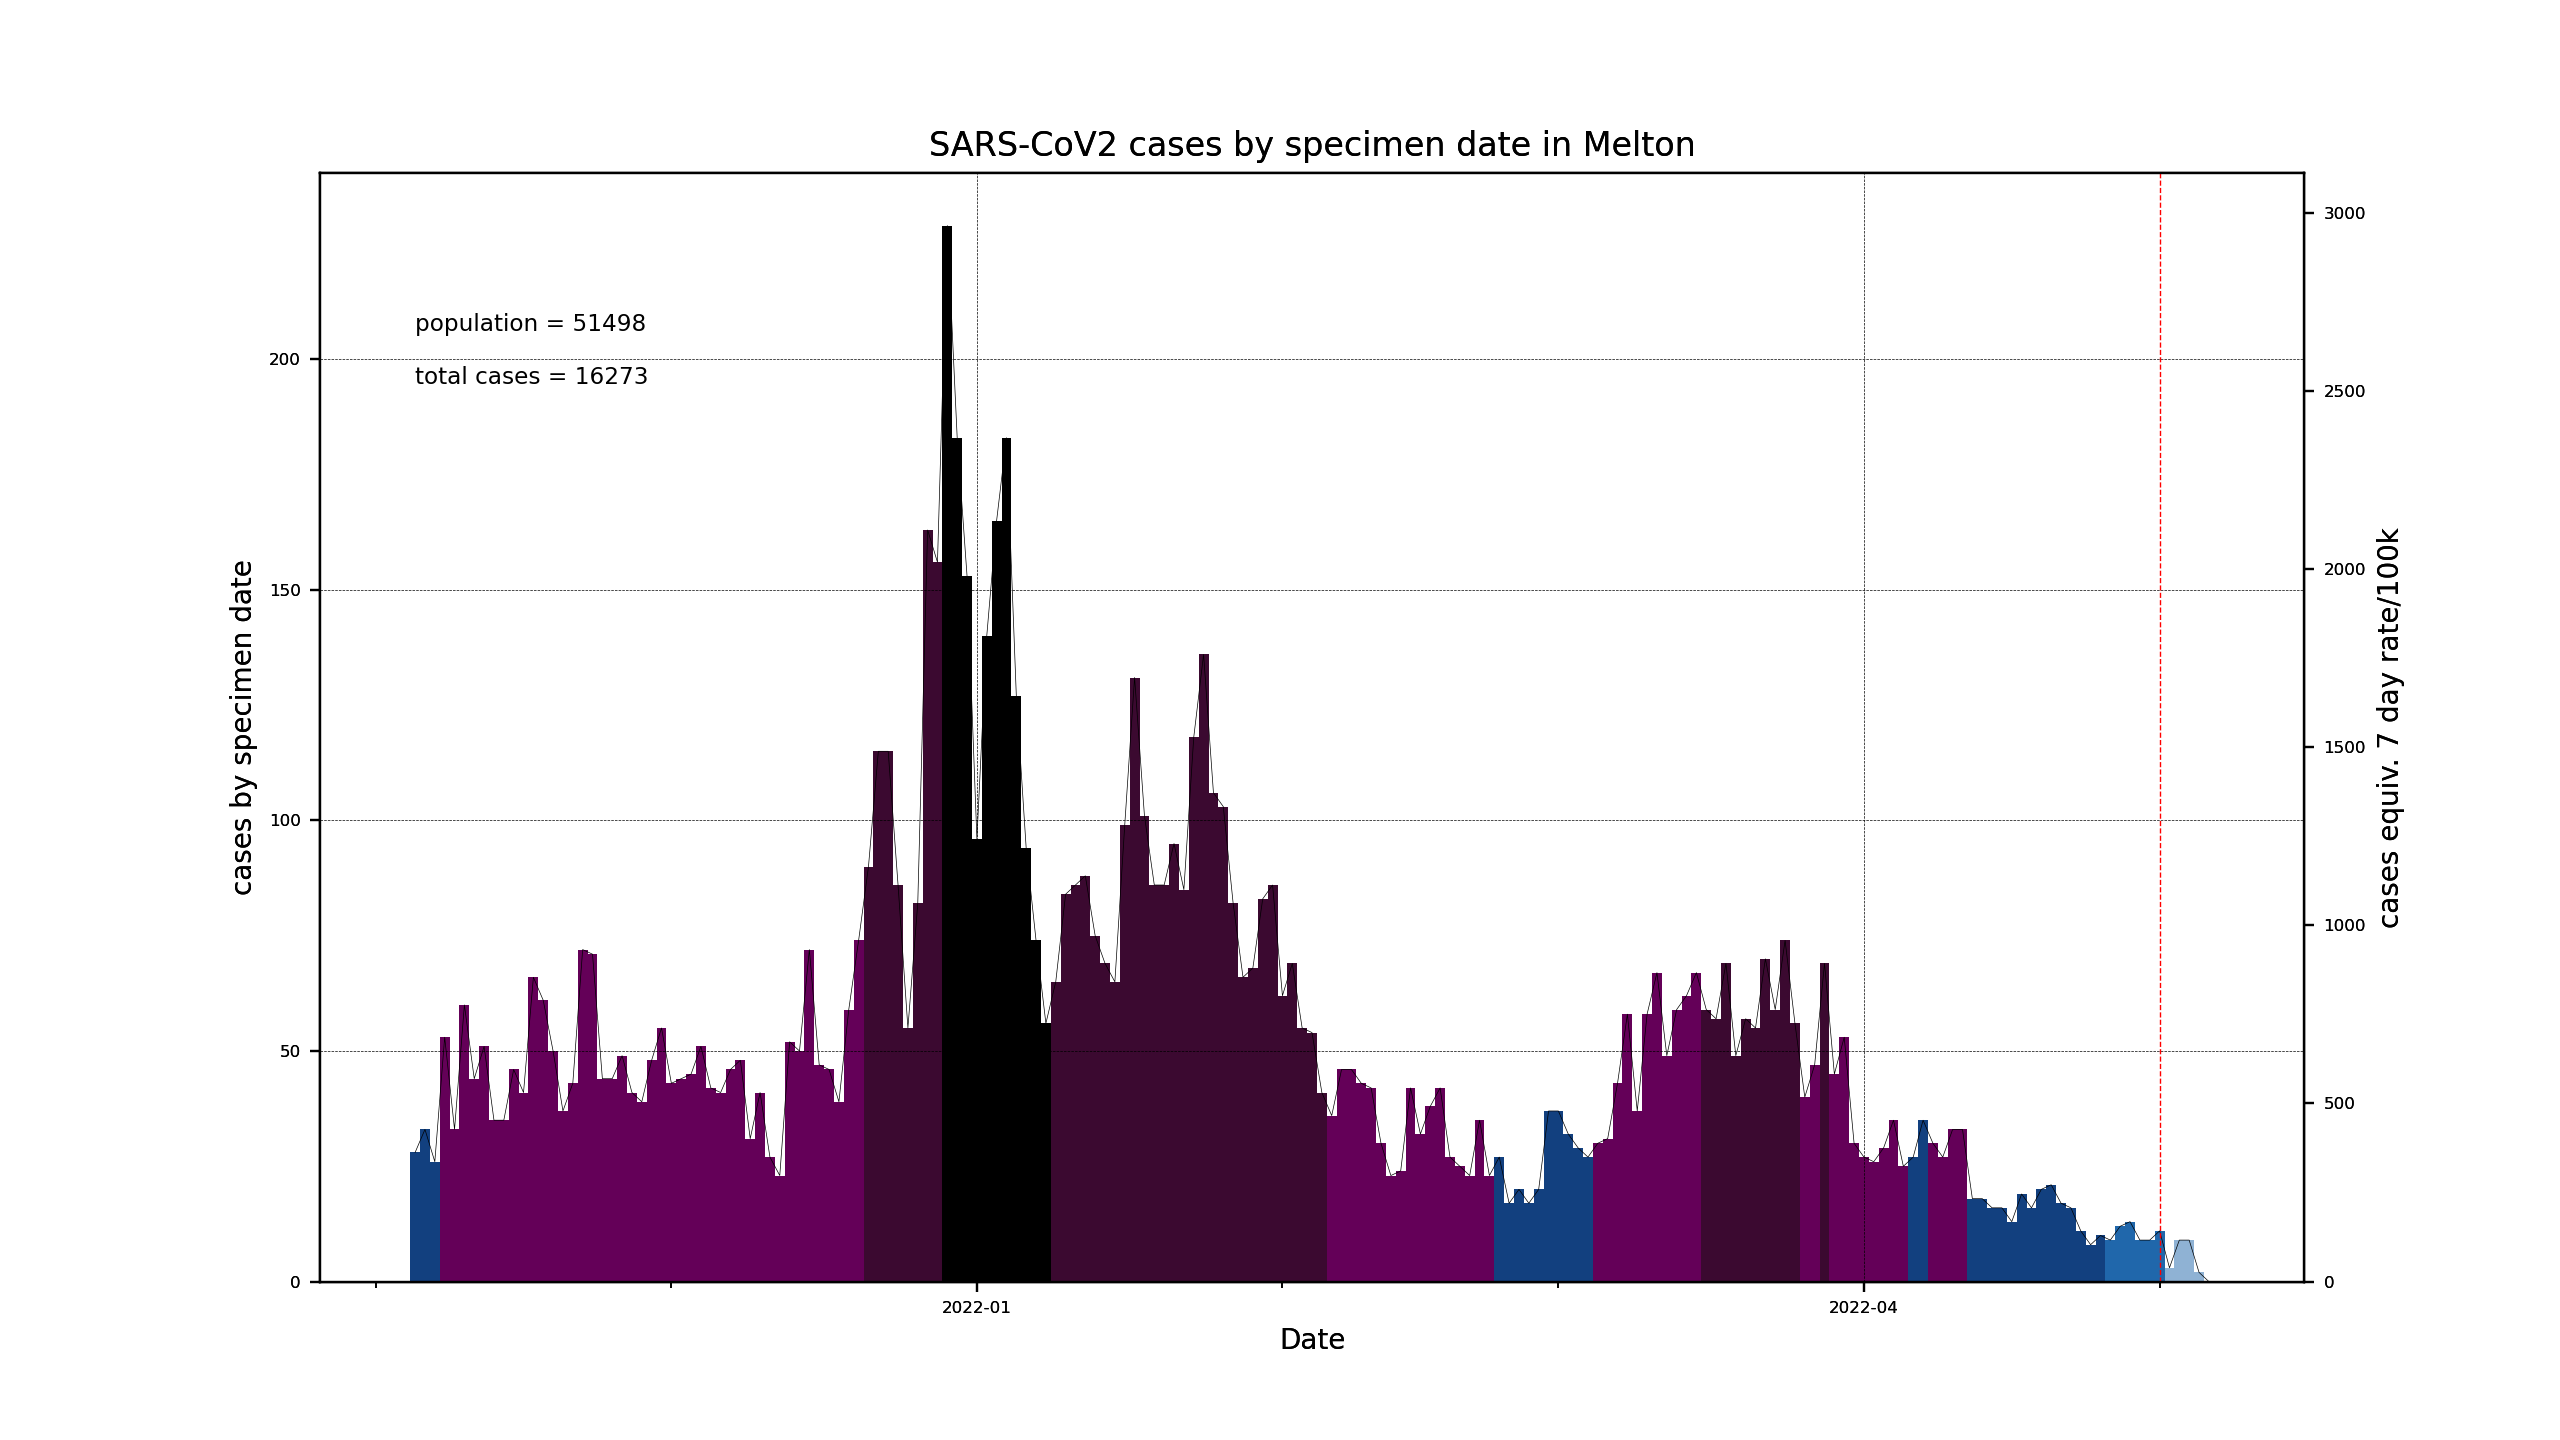 SARS-CoV2 cases by specimen date in Melton
population = 51498
total cases = 16273
cases by specimen date
200
150
100
50
0
3000
2500
2000
1500
1000
500
0
cases equiv. 7 day rate/100k
2022-01
2022-04
Date